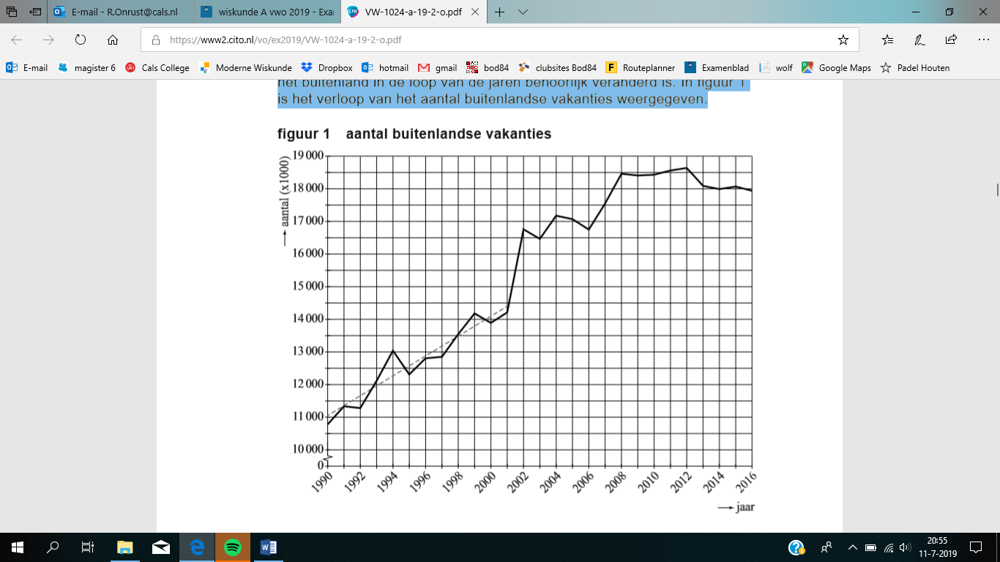 E-mail - R.Onrust@cals.nl
wiskunde A vwo 2019 - Exa
VW-1024-a-19-2-o.pdf
https://www2.cito.nl/vo/ex2019/VW-1024-a-19-2-o.pdf
E-mail
magister 6
Cals College
Moderne Wiskunde
Dropbox
hotmail
gmail
bod84
clubsites Bod84
Routeplanner
Examenblad
wolf
Google Maps
Padel Houten
het buitenland in de loop van de jaren behoorlijk veranderd is. In figuur 1
is het verloop van het aantal buitenlandse vakanties weergegeven.
figuur 1 aantal buitenlandse vakanties
aantal (x1000)
19 000
18 000
17 000
16 000
15 000
14 000
13 000
12 000
11 000
10 000
0
1990 1992 1994 1996 1998 2000 2002 2004 2006 2008 2010 2012 2014 2016
jaar
20:55
11-7-2019